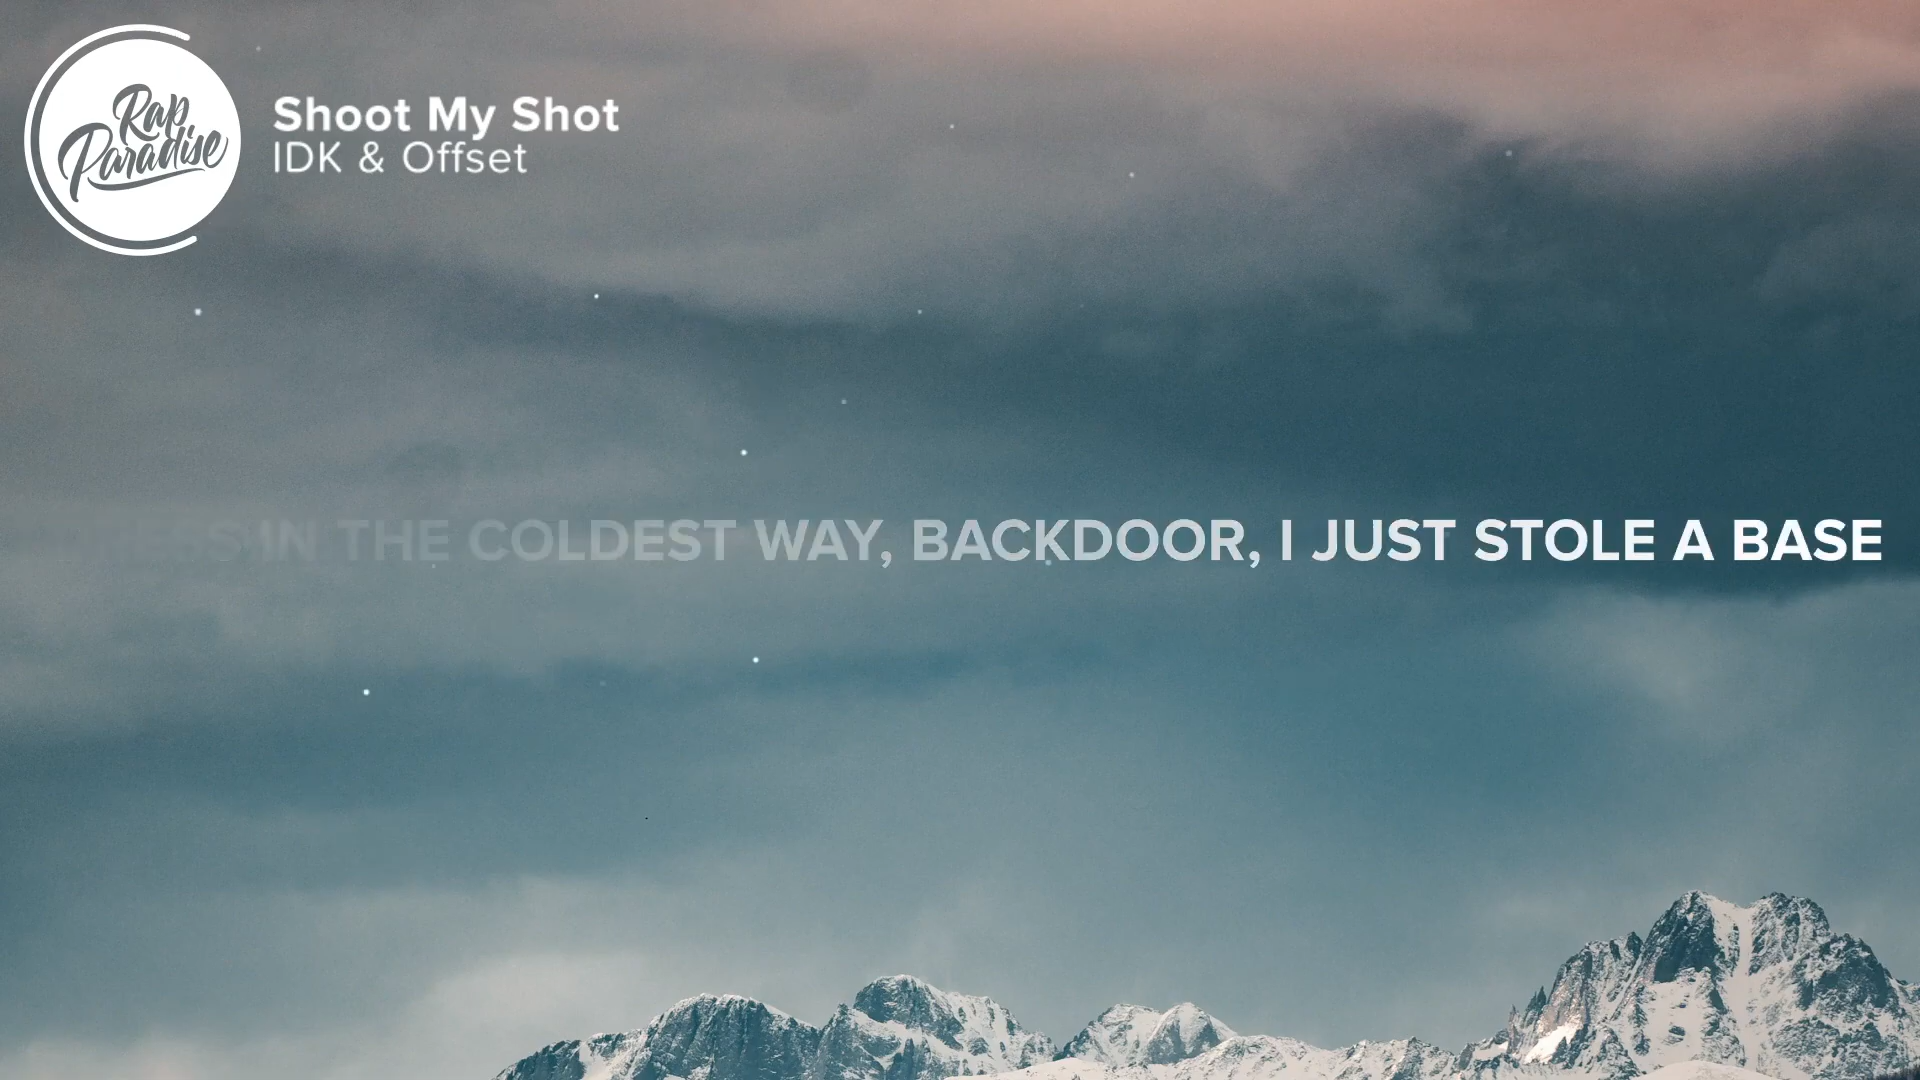 Rap
Paradise
Shoot My Shot
IDK & Offset
IN THE COLDEST WAY, BACKDOOR, I JUST STOLE A BASE